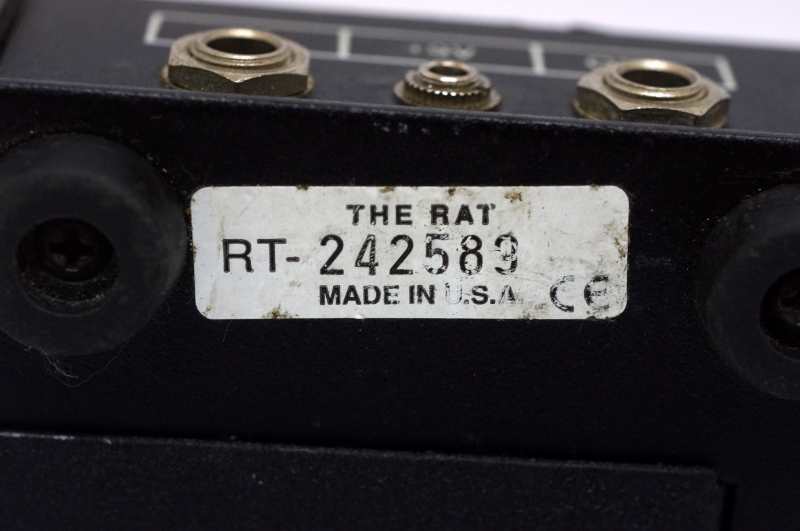 THE RAT
RT-242589
MADE IN U.S.A. CE